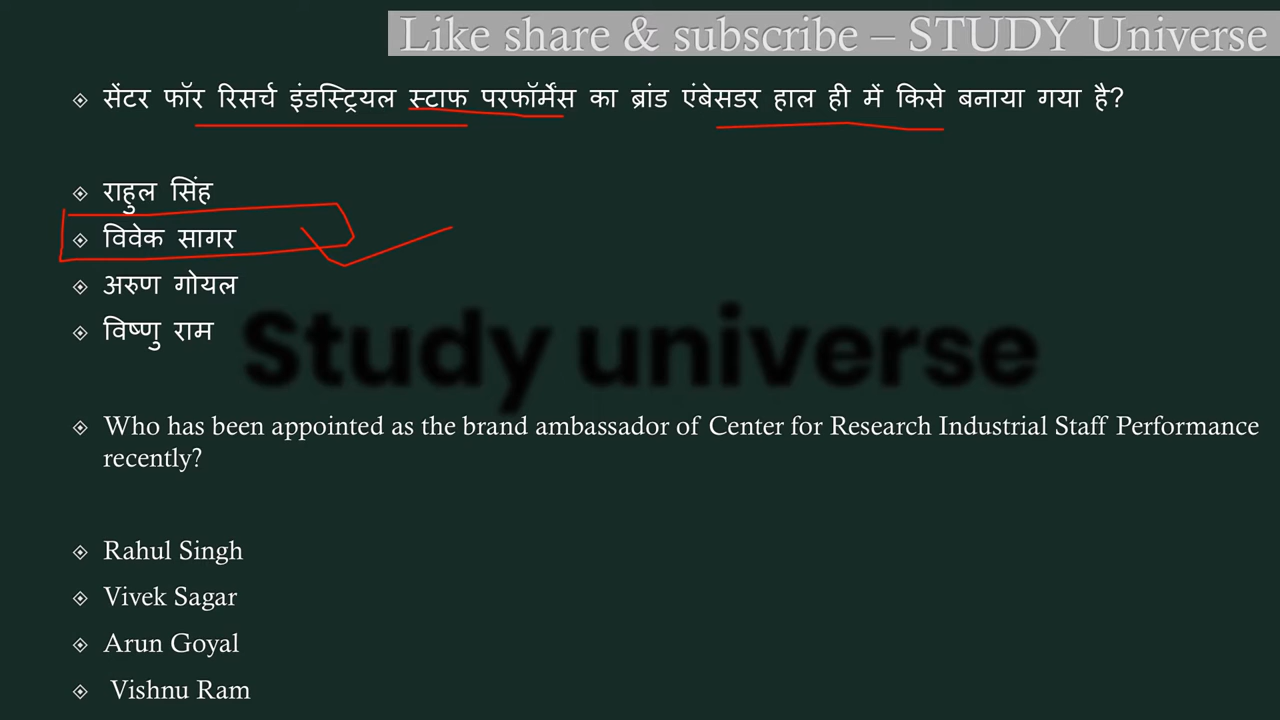 Like share & subscribe – STUDY Universe
सेंटर फॉर रिसर्च इंडस्ट्रियल स्टाफ परफॉर्मेंस का ब्रांड एंबेसडर हाल ही में किसे बनाया गया है?
राहुल सिंह
विवेक सागर
अरुण गोयल
विष्णु राम
Study universe
Who has been appointed as the brand ambassador of Center for Research Industrial Staff Performance
recently?
Rahul Singh
Vivek Sagar
Arun Goyal
Vishnu Ram